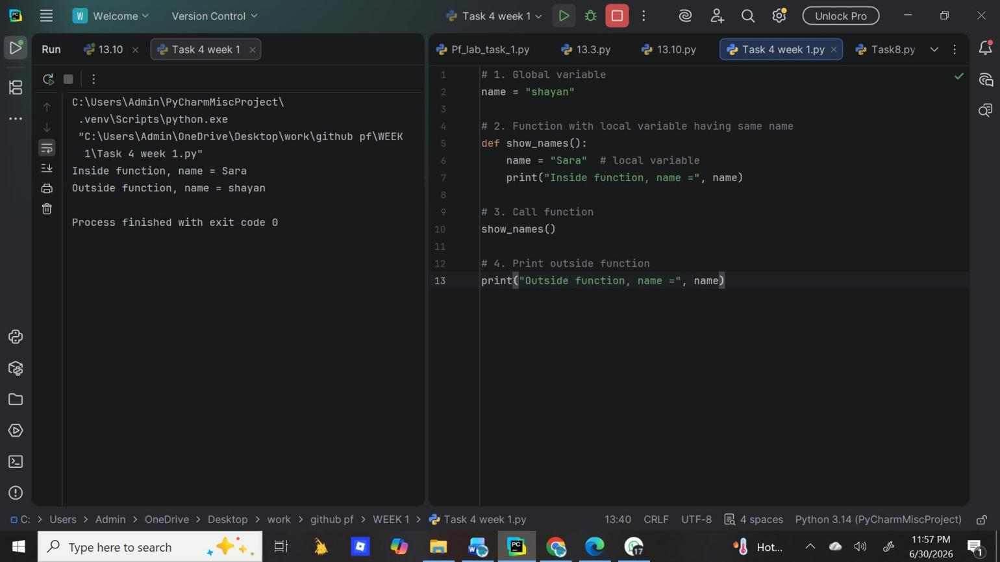 W Welcome
Version Control
Task 4 week 1
Unlock Pro
Run
13.10
Task 4 week 1
Pf_lab_task_1.py
13.3.py
13.10.py
Task 4 week 1.py
Task8.py
C:\Users\Admin\PyCharmMiscProject\
.venv\Scripts\python.exe
"C:\Users\Admin\OneDrive\Desktop\work\github pf\WEEK
1\Task 4 week 1.py"
Inside function, name = Sara
Outside function, name = shayan
Process finished with exit code 0
1 # 1. Global variable
2 name = "shayan"
3
4 # 2. Function with local variable having same name
5 def show_names():
6     name = "Sara"  # local variable
7     print("Inside function, name =", name)
8
9 # 3. Call function
10 show_names()
11
12 # 4. Print outside function
13 print("Outside function, name =", name)
C: > Users > Admin > OneDrive > Desktop > work > github pf > WEEK 1 > Task 4 week 1.py
13:40 CRLF UTF-8 4 spaces Python 3.14 (PyCharmMiscProject)
Type here to search
PC
17
Hot...
11:57 PM
6/30/2026
1